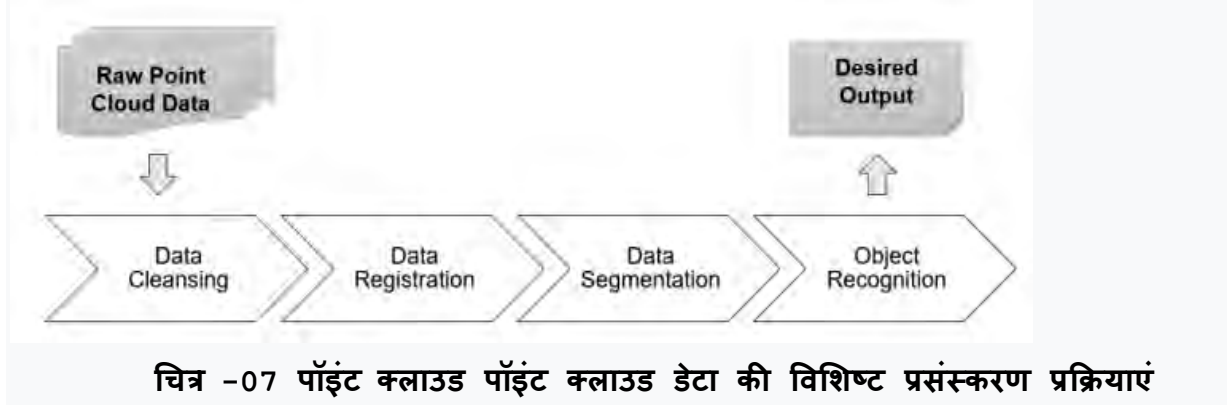 Raw Point
Cloud Data
Desired
Output
Data
Cleansing
Data
Registration
Data
Segmentation
Object
Recognition
चित्र -07 पॉइंट क्लाउड पॉइंट क्लाउड डेटा की विशिष्ट प्रसंस्करण प्रक्रियाएं